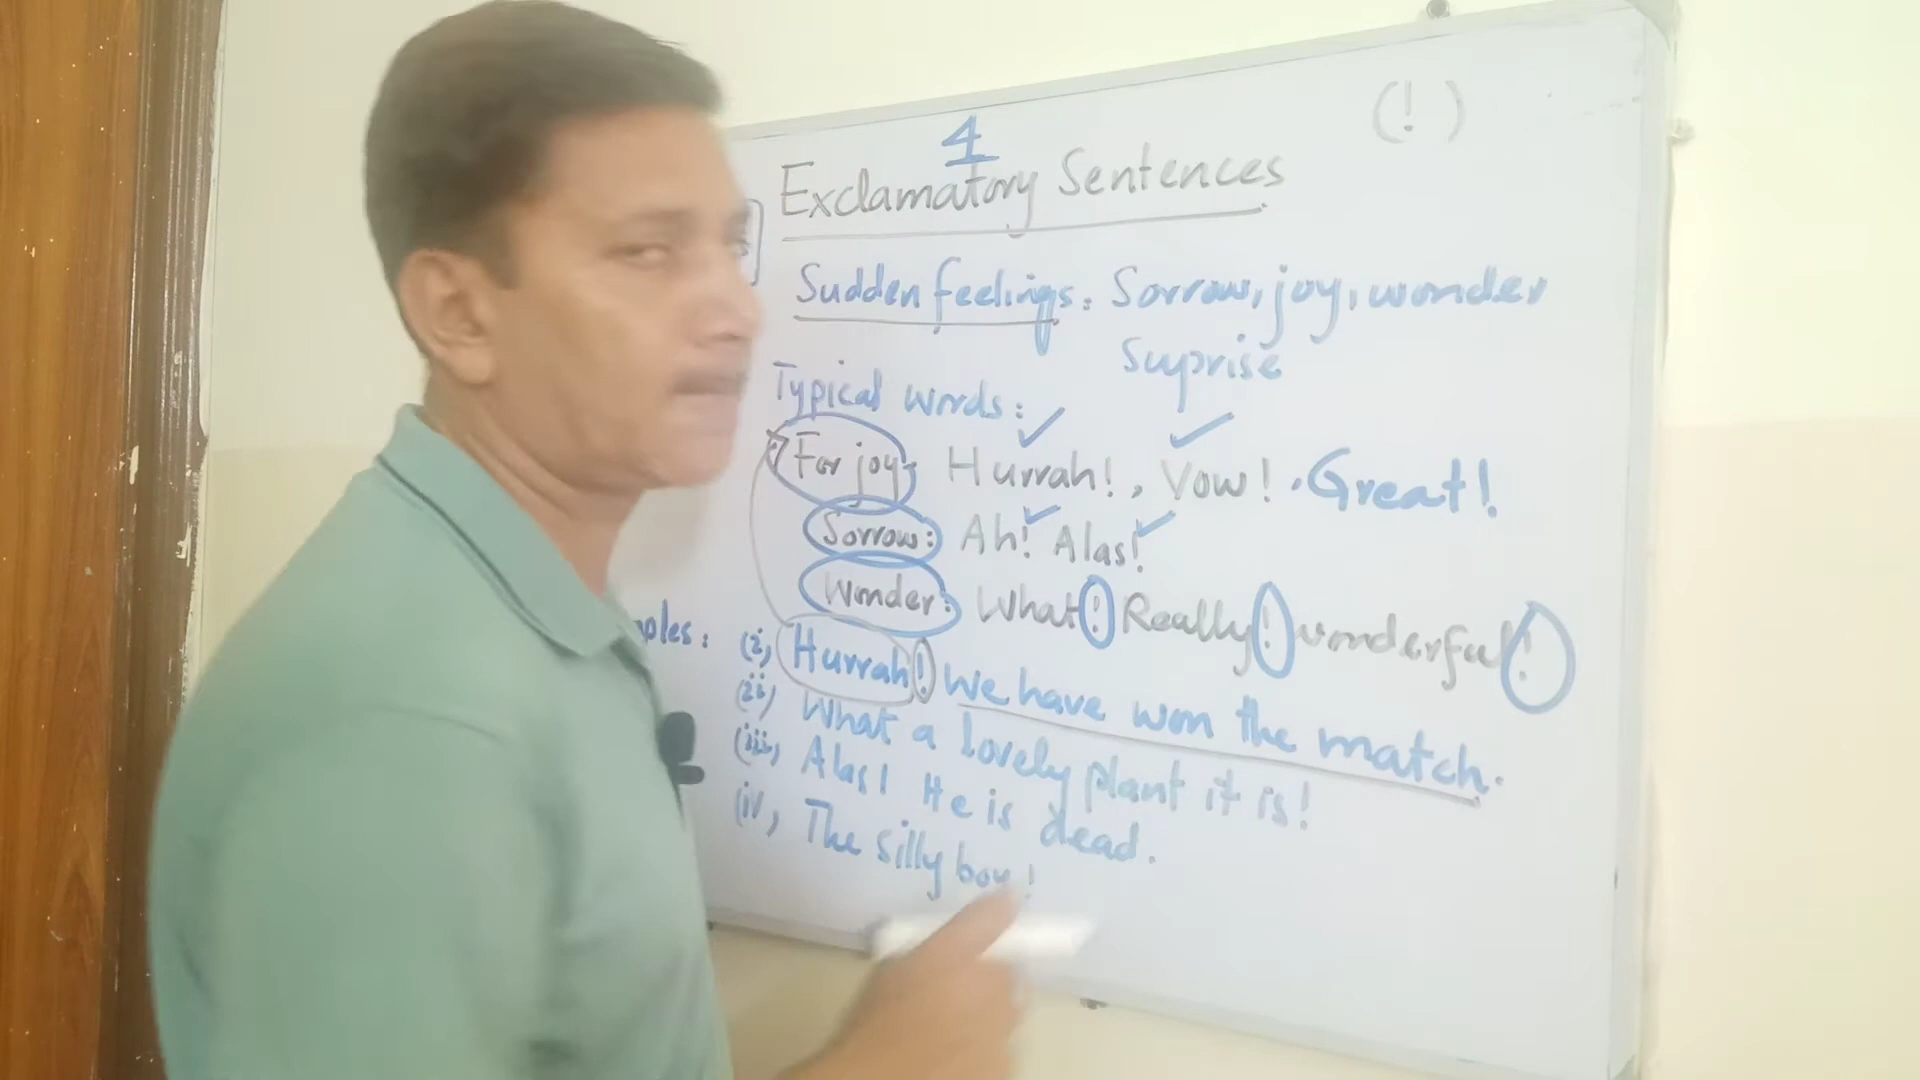 (!)
4
Exclamatory Sentences
Sudden feelings: Sorrow, joy, wonder
Suprise
Typical words:
For joy: Hurrah!, Vow!, Great!
Sorrow: Ah! Alas!
Wonder: What! Really! wonderful!
ples: (i) Hurrah! We have won the match.
(ii) What a lovely plant it is!
(iii) Alas! He is dead.
(iv) The silly boy!